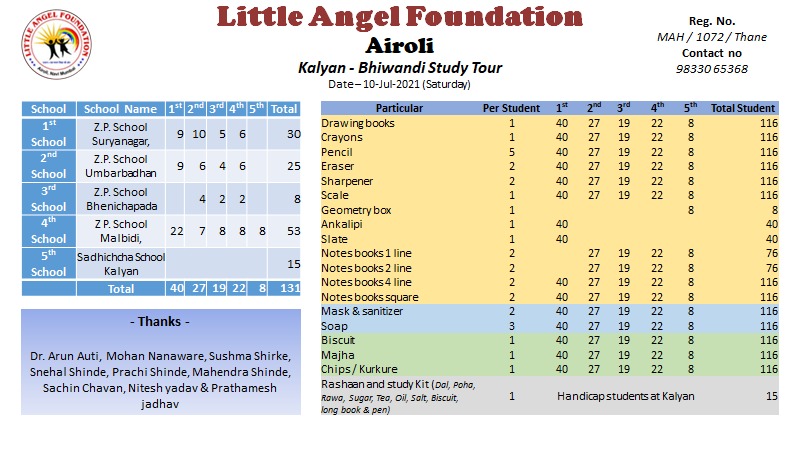 LITTLE ANGEL FOUNDATION
Airoli, Navi Mumbai
Little Angel Foundation
Airoli
Kalyan - Bhiwandi Study Tour
Date – 10-Jul-2021 (Saturday)
Reg. No.
MAH / 1072 / Thane
Contact no
98330 65368
School School Name 1st 2nd 3rd 4th 5th Total
1st School Z.P. School Suryanagar, 9 10 5 6 30
2nd School Z.P. School Umbarbadhan 9 6 4 6 25
3rd School Z.P. School Bhenichapada 4 2 2 8
4th School Z P. School Malbidi, 22 7 8 8 8 53
5th School Sadhichcha School Kalyan 15
Total 40 27 19 22 8 131
- Thanks -
Dr. Arun Auti, Mohan Nanaware, Sushma Shirke,
Snehal Shinde, Prachi Shinde, Mahendra Shinde,
Sachin Chavan, Nitesh yadav & Prathamesh
jadhav
Particular Per Student 1st 2nd 3rd 4th 5th Total Student
Drawing books 1 40 27 19 22 8 116
Crayons 1 40 27 19 22 8 116
Pencil 5 40 27 19 22 8 116
Eraser 2 40 27 19 22 8 116
Sharpener 2 40 27 19 22 8 116
Scale 1 40 27 19 22 8 116
Geometry box 1 8 8
Ankalipi 1 40 40
Slate 1 40 40
Notes books 1 line 2 27 19 22 8 76
Notes books 2 line 2 27 19 22 8 76
Notes books 4 line 2 40 27 19 22 8 116
Notes books square 2 40 27 19 22 8 116
Mask & sanitizer 2 40 27 19 22 8 116
Soap 3 40 27 19 22 8 116
Biscuit 1 40 27 19 22 8 116
Majha 1 40 27 19 22 8 116
Chips / Kurkure 1 40 27 19 22 8 116
Rashaan and study Kit (Dal, Poha,
Rawa, Sugar, Tea, Oil, Salt, Biscuit, 1 Handicap students at Kalyan 15
long book & pen)